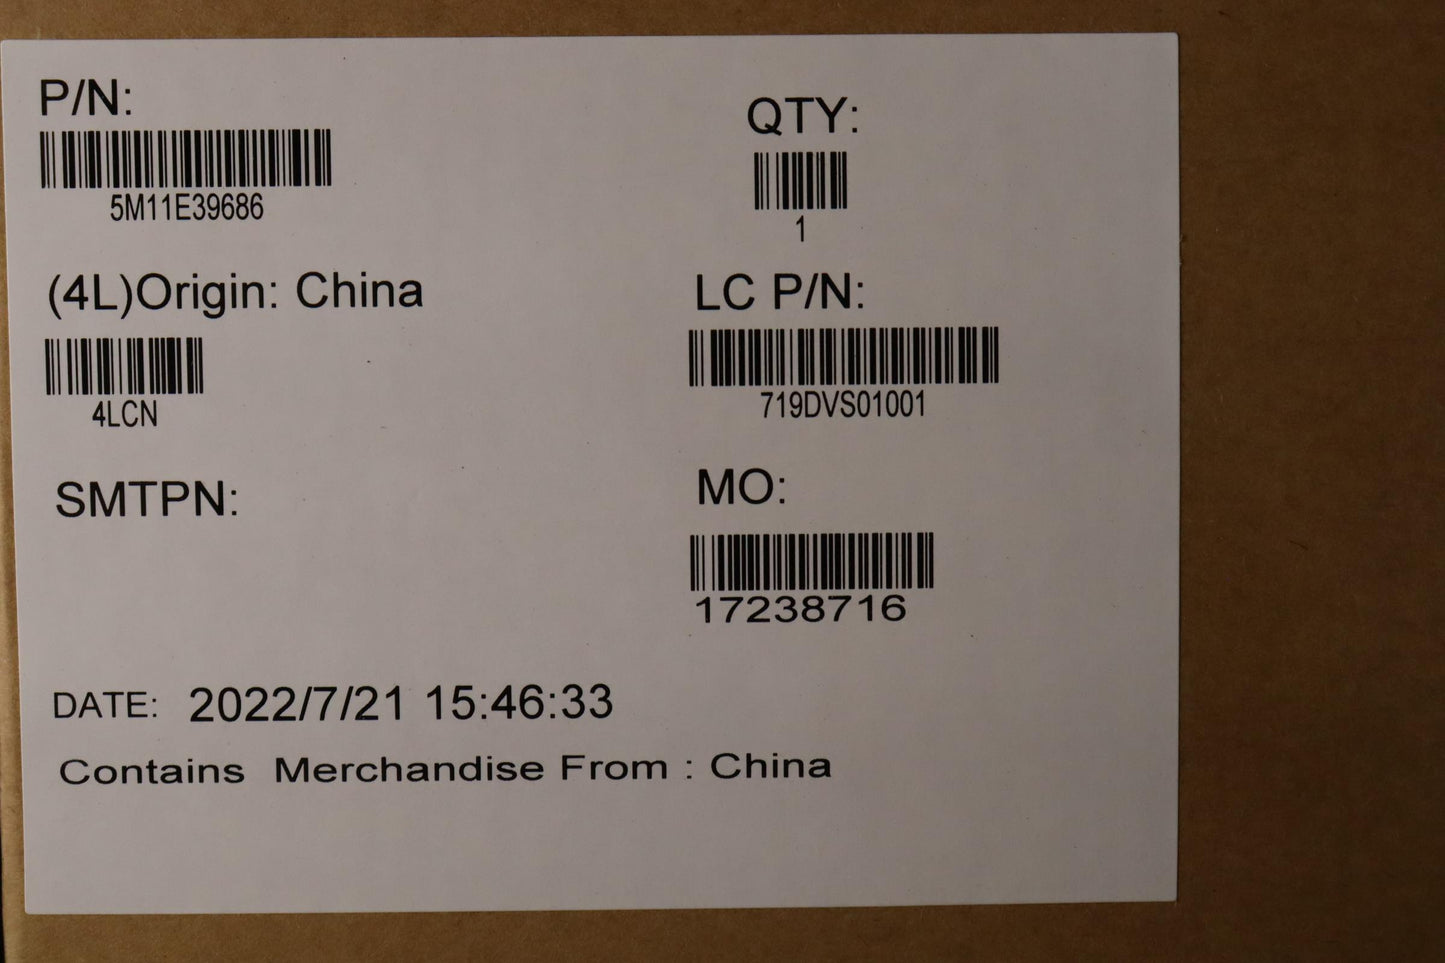 P/N:
5M11E39686
QTY:
1
(4L)Origin: China
4LCN
LC P/N:
719DVS01001
SMTPN:
MO:
17238716
DATE: 2022/7/21 15:46:33
Contains Merchandise From : China